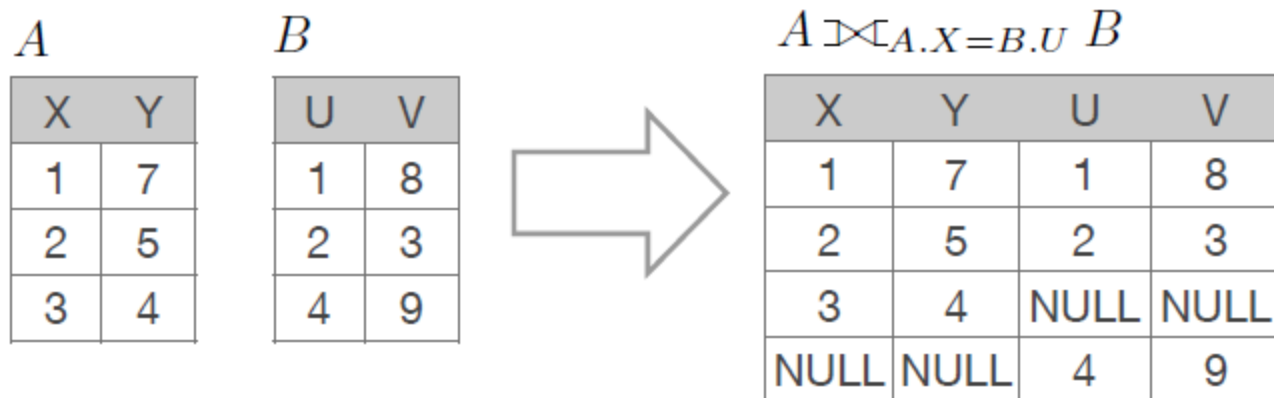 A B A ⟗ A.X=B.U B
X Y U V X Y U V
1 7 1 8 1 7 1 8
2 5 2 3 2 5 2 3
3 4 4 9 3 4 NULL NULL
NULL NULL 4 9